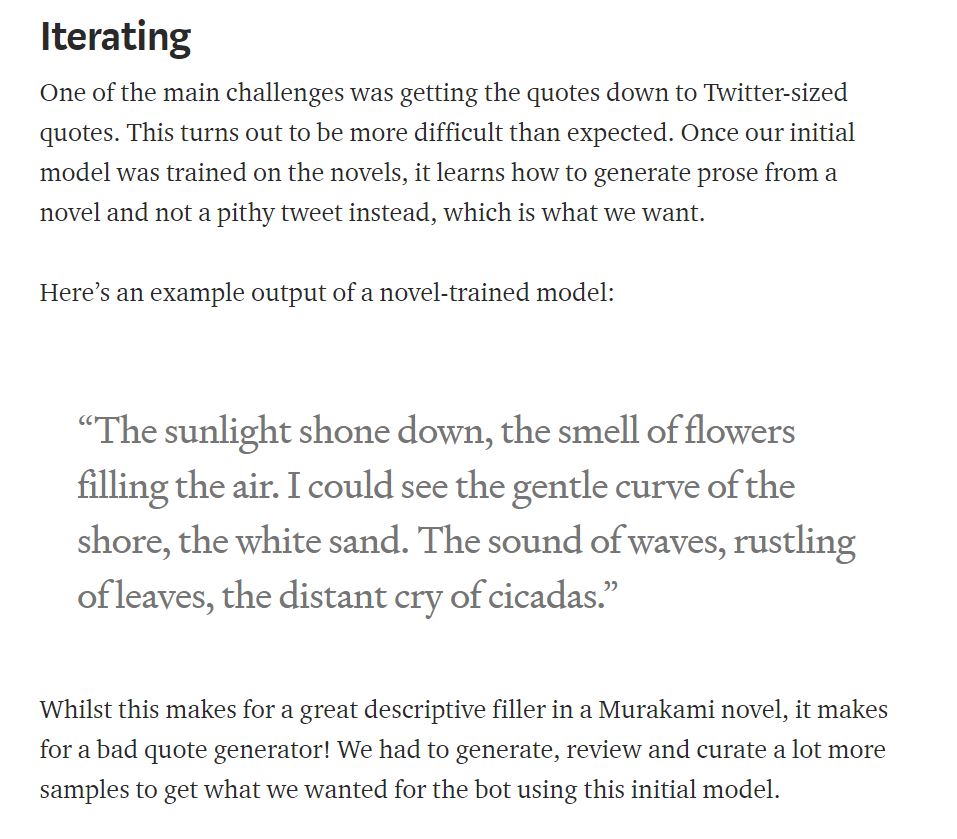 Iterating
One of the main challenges was getting the quotes down to Twitter-sized
quotes. This turns out to be more difficult than expected. Once our initial
model was trained on the novels, it learns how to generate prose from a
novel and not a pithy tweet instead, which is what we want.
Here’s an example output of a novel-trained model:
“The sunlight shone down, the smell of flowers
filling the air. I could see the gentle curve of the
shore, the white sand. The sound of waves, rustling
of leaves, the distant cry of cicadas.”
Whilst this makes for a great descriptive filler in a Murakami novel, it makes
for a bad quote generator! We had to generate, review and curate a lot more
samples to get what we wanted for the bot using this initial model.